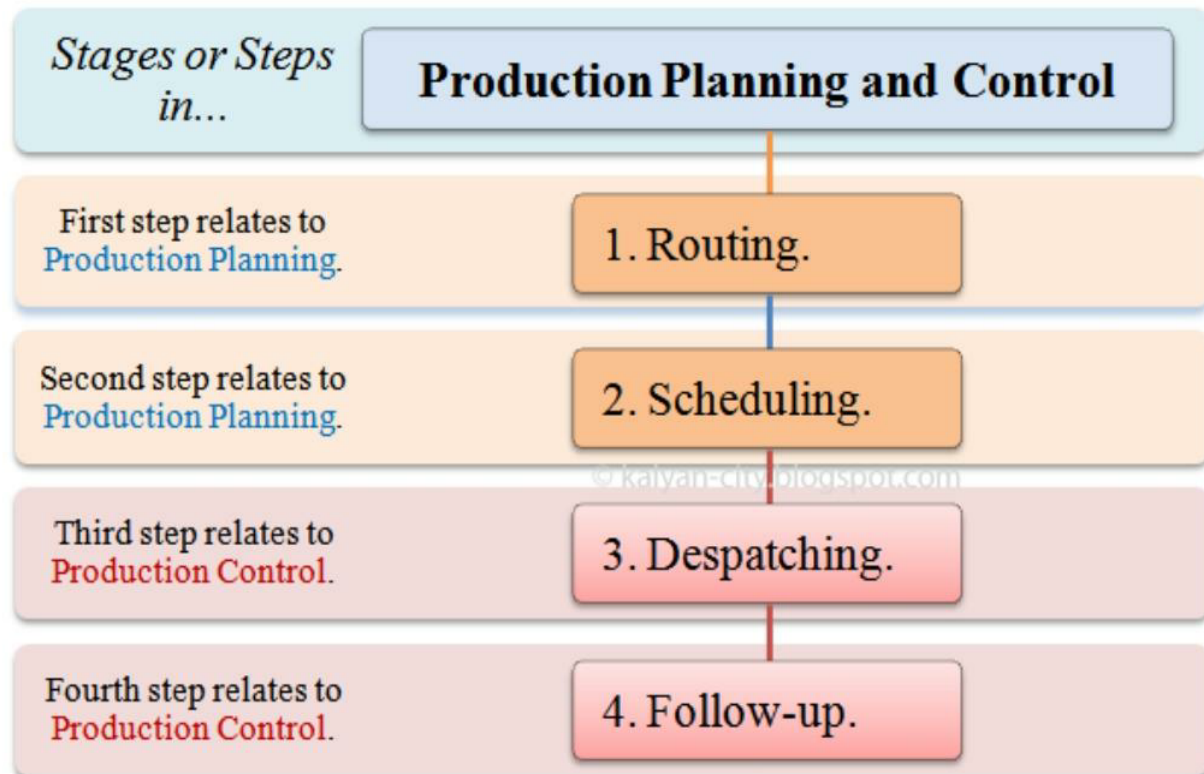 Stages or Steps
in...
Production Planning and Control
First step relates to
Production Planning.
1. Routing.
Second step relates to
Production Planning.
2. Scheduling.
© kalyan-city.blogspot.com
Third step relates to
Production Control.
3. Despatching.
Fourth step relates to
Production Control.
4. Follow-up.